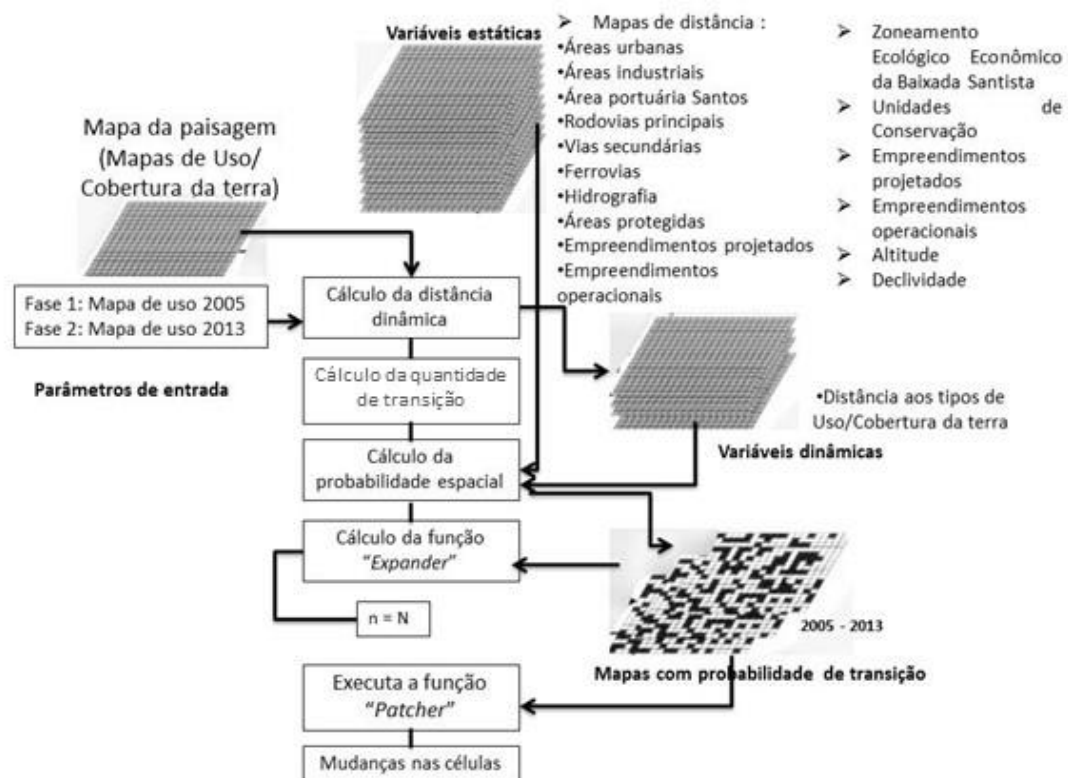 Variáveis estáticas
➢ Mapas de distância :
•Áreas urbanas
•Áreas industriais
•Área portuária Santos
•Rodovias principais
•Vias secundárias
•Ferrovias
•Hidrografia
•Áreas protegidas
•Empreendimentos projetados
•Empreendimentos
operacionais
➢ Zoneamento
Ecológico Econômico
da Baixada Santista
➢ Unidades de
Conservação
➢ Empreendimentos
projetados
➢ Empreendimentos
operacionais
➢ Altitude
➢ Declividade
Mapa da paisagem
(Mapas de Uso/
Cobertura da terra)
Fase 1: Mapa de uso 2005
Fase 2: Mapa de uso 2013
Parâmetros de entrada
Cálculo da distância
dinâmica
Cálculo da quantidade
de transição
•Distância aos tipos de
Uso/Cobertura da terra
Variáveis dinâmicas
Cálculo da
probabilidade espacial
Cálculo da função
“Expander”
n = N
2005 - 2013
Mapas com probabilidade de transição
Executa a função
“Patcher”
Mudanças nas células